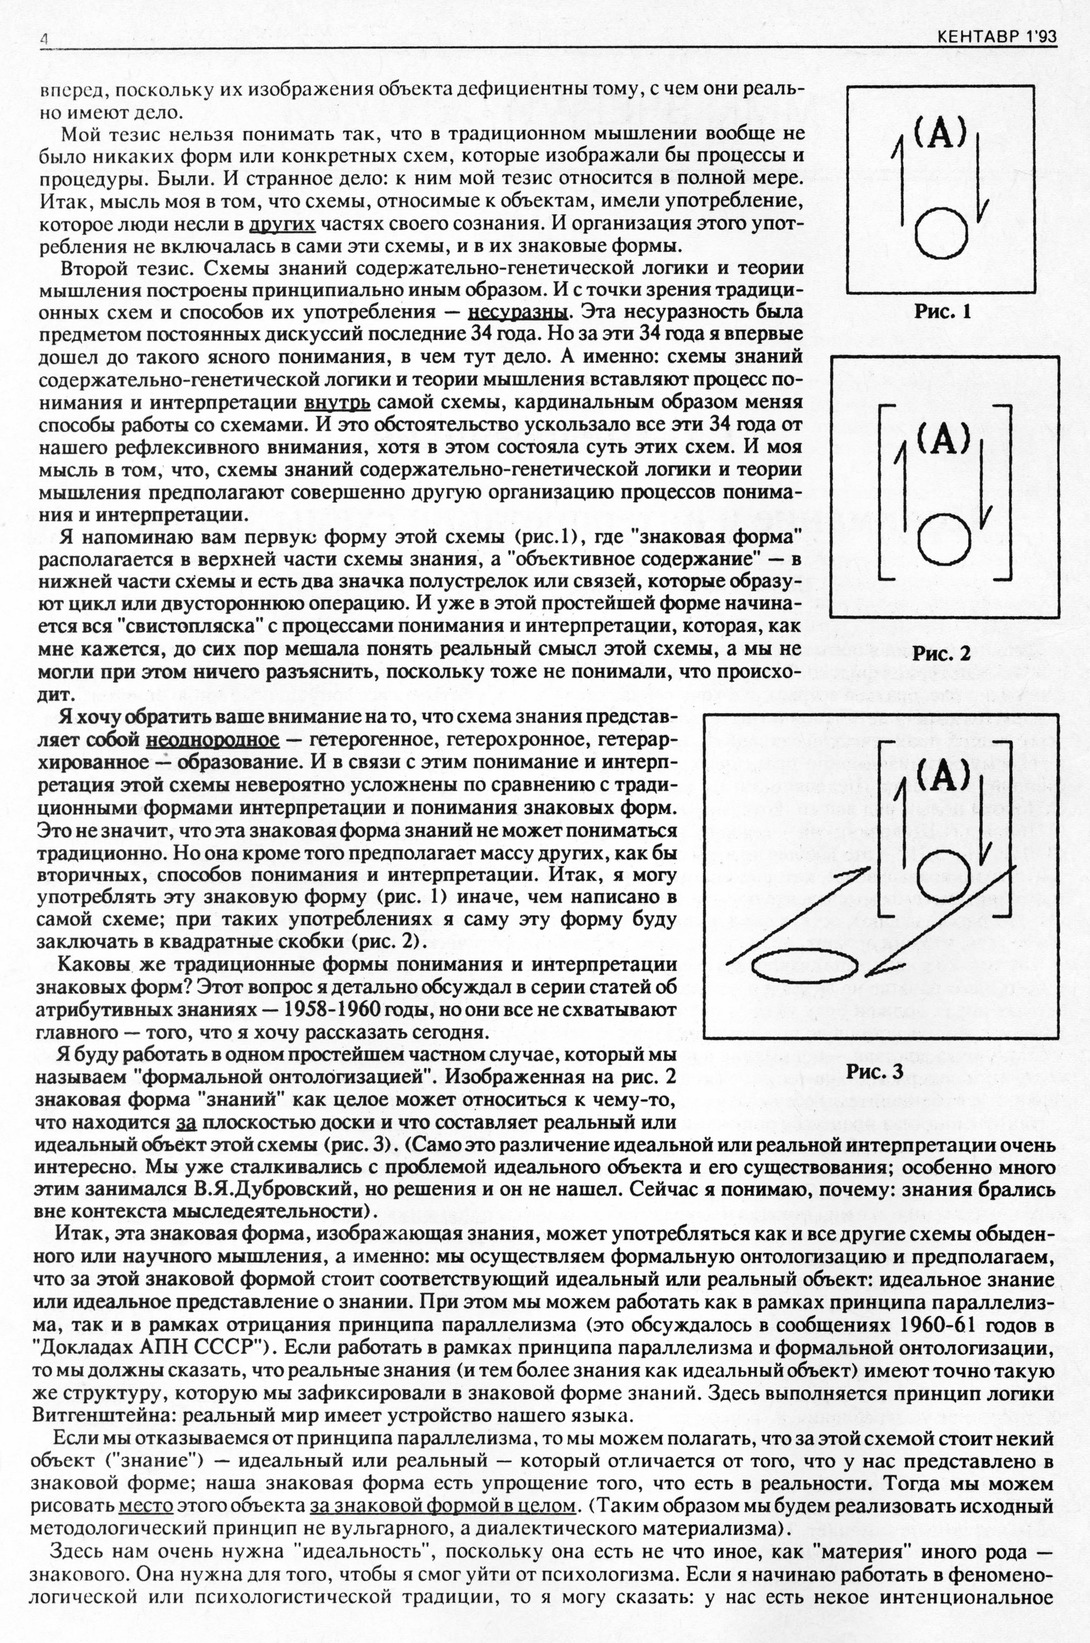 4
КЕНТАВР 1'93
вперед, поскольку их изображения объекта дефициентны тому, с чем они реаль-
но имеют дело.
Мой тезис нельзя понимать так, что в традиционном мышлении вообще не
было никаких форм или конкретных схем, которые изображали бы процессы и
процедуры. Были. И странное дело: к ним мой тезис относится в полной мере.
Итак, мысль моя в том, что схемы, относимые к объектам, имели употребление,
которое люди несли в других частях своего сознания. И организация этого упот-
ребления не включалась в сами эти схемы, и в их знаковые формы.
Второй тезис. Схемы знаний содержательно-генетической логики и теории
мышления построены принципиально иным образом. И с точки зрения традици-
онных схем и способов их употребления — несуразны. Эта несуразность была
предметом постоянных дискуссий последние 34 года. Но за эти 34 года я впервые
дошел до такого ясного понимания, в чем тут дело. А именно: схемы знаний
содержательно-генетической логики и теории мышления вставляют процесс по-
нимания и интерпретации внутрь самой схемы, кардинальным образом меняя
способы работы со схемами. И это обстоятельство ускользало все эти 34 года от
нашего рефлексивного внимания, хотя в этом состояла суть этих схем. И моя
мысль в том, что, схемы знаний содержательно-генетической логики и теории
мышления предполагают совершенно другую организацию процессов понима-
ния и интерпретации.
Я напоминаю вам первую форму этой схемы (рис.1), где "знаковая форма"
располагается в верхней части схемы знания, а "объективное содержание" — в
нижней части схемы и есть два значка полустрелок или связей, которые образу-
ют цикл или двустороннюю операцию. И уже в этой простейшей форме начина-
ется вся "свистопляска" с процессами понимания и интерпретации, которая, как
мне кажется, до сих пор мешала понять реальный смысл этой схемы, а мы не
могли при этом ничего разъяснить, поскольку тоже не понимали, что происхо-
дит.
(А)
Рис. 1
(А)
Рис. 2
Я хочу обратить ваше внимание на то, что схема знания представ-
ляет собой неоднородное — гетерогенное, гетерохронное, гетерар-
хированное — образование. И в связи с этим понимание и интерп-
ретация этой схемы невероятно усложнены по сравнению с тради-
ционными формами интерпретации и понимания знаковых форм.
Это не значит, что эта знаковая форма знаний не может пониматься
традиционно. Но она кроме того предполагает массу других, как бы
вторичных, способов понимания и интерпретации. Итак, я могу
употреблять эту знаковую форму (рис. 1) иначе, чем написано в
самой схеме; при таких употреблениях я саму эту форму буду
заключать в квадратные скобки (рис. 2).
Каковы же традиционные формы понимания и интерпретации
знаковых форм? Этот вопрос я детально обсуждал в серии статей об
атрибутивных знаниях — 1958-1960 годы, но они все не схватывают
главного — того, что я хочу рассказать сегодня.
Я буду работать в одном простейшем частном случае, который мы
называем "формальной онтологизацией". Изображенная на рис. 2
знаковая форма "знаний" как целое может относиться к чему-то,
что находится за плоскостью доски и что составляет реальный или
(А)
Рис. 3
идеальный объект этой схемы (рис. 3). (Само это различение идеальной или реальной интерпретации очень
интересно. Мы уже сталкивались с проблемой идеального объекта и его существования; особенно много
этим занимался В.Я.Дубровский, но решения и он не нашел. Сейчас я понимаю, почему: знания брались
вне контекста мыследеятельности).
Итак, эта знаковая форма, изображающая знания, может употребляться как и все другие схемы обыден-
ного или научного мышления, а именно: мы осуществляем формальную онтологизацию и предполагаем,
что за этой знаковой формой стоит соответствующий идеальный или реальный объект: идеальное знание
или идеальное представление о знании. При этом мы можем работать как в рамках принципа параллелиз-
ма, так и в рамках отрицания принципа параллелизма (это обсуждалось в сообщениях 1960-61 годов в
"Докладах АПН СССР"). Если работать в рамках принципа параллелизма и формальной онтологизации,
то мы должны сказать, что реальные знания (и тем более знания как идеальный объект) имеют точно такую
же структуру, которую мы зафиксировали в знаковой форме знаний. Здесь выполняется принцип логики
Витгенштейна: реальный мир имеет устройство нашего языка.
Если мы отказываемся от принципа параллелизма, то мы можем полагать, что за этой схемой стоит некий
объект ("знание") — идеальный или реальный — который отличается от того, что у нас представлено в
знаковой форме; наша знаковая форма есть упрощение того, что есть в реальности. Тогда мы можем
рисовать место этого объекта за знаковой формой в целом. (Таким образом мы будем реализовать исходный
методологический принцип не вульгарного, а диалектического материализма).
Здесь нам очень нужна "идеальность", поскольку она есть не что иное, как "материя" иного рода —
знакового. Она нужна для того, чтобы я смог уйти от психологизма. Если я начинаю работать в феномено-
логической или психологистической традиции, то я могу сказать: у нас есть некое интенциональное